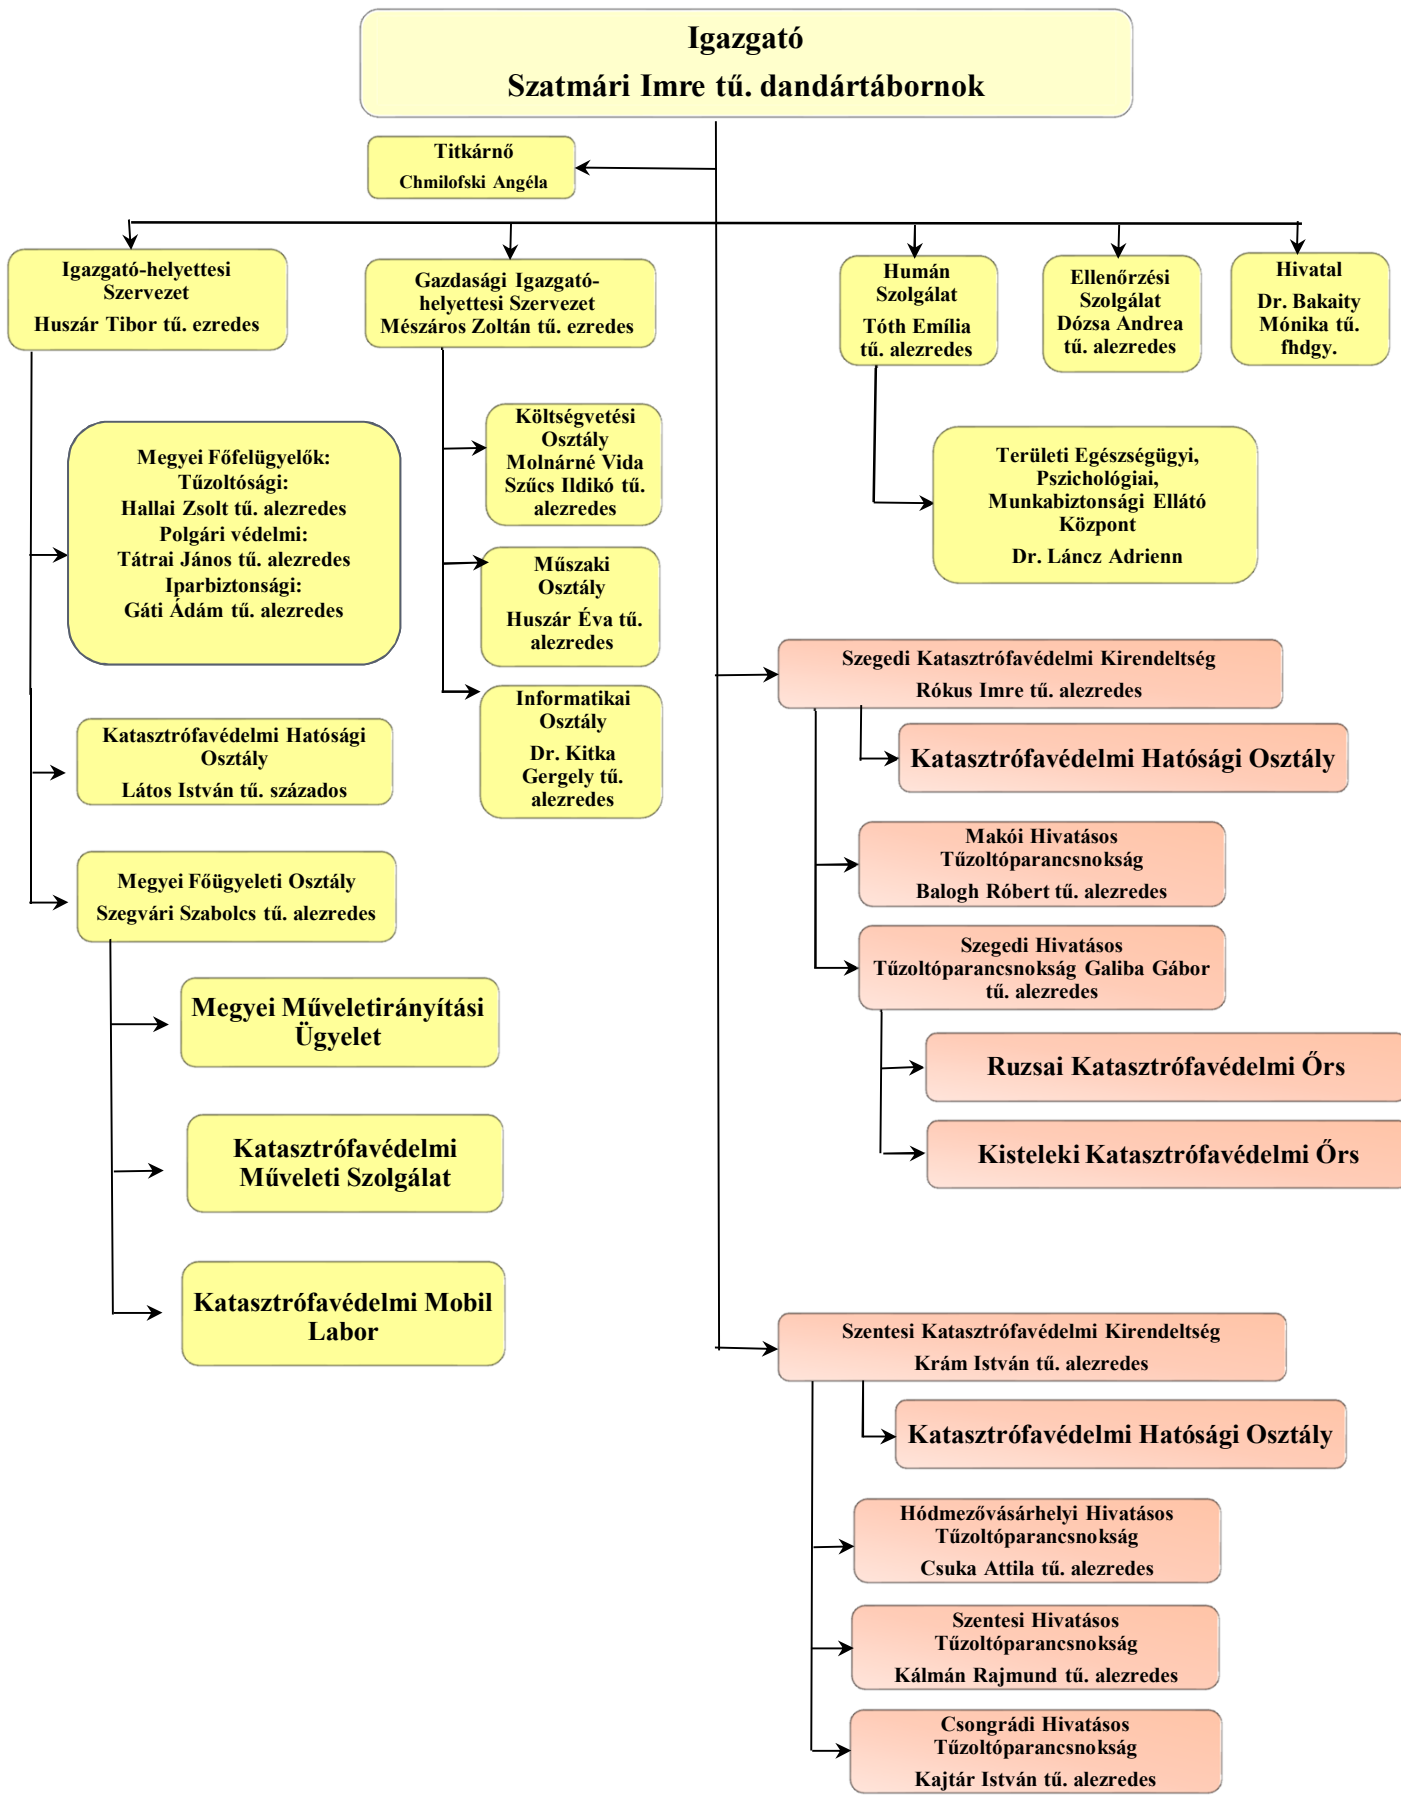 Igazgató
Szatmári Imre tű. dandártábornok
Titkárnő
Chmilofski Angéla
Igazgató-helyettesi
Szervezet
Huszár Tibor tű. ezredes
Gazdasági Igazgató-
helyettesi Szervezet
Mészáros Zoltán tű. ezredes
Humán
Szolgálat
Tóth Emília
tű. alezredes
Ellenőrzési
Szolgálat
Dózsa Andrea
tű. alezredes
Hivatal
Dr. Bakaity
Mónika tű.
fhdgy.
Megyei Főfelügyelők:
Tűzoltósági:
Hallai Zsolt tű. alezredes
Polgári védelmi:
Tátrai János tű. alezredes
Iparbiztonsági:
Gáti Ádám tű. alezredes
Katasztrófavédelmi Hatósági
Osztály
Látos István tű. százados
Megyei Főügyeleti Osztály
Szegvári Szabolcs tű. alezredes
Megyei Műveletirányítási
Ügyelet
Katasztrófavédelmi
Műveleti Szolgálat
Katasztrófavédelmi Mobil
Labor
Költségvetési
Osztály
Molnárné Vida
Szűcs Ildikó tű.
alezredes
Műszaki
Osztály
Huszár Éva tű.
alezredes
Informatikai
Osztály
Dr. Kitka
Gergely tű.
alezredes
Területi Egészségügyi,
Pszichológiai,
Munkabiztonsági Ellátó
Központ
Dr. Láncz Adrienn
Szegedi Katasztrófavédelmi Kirendeltség
Rókus Imre tű. alezredes
Katasztrófavédelmi Hatósági Osztály
Makói Hivatásos
Tűzoltóparancsnokság
Balogh Róbert tű. alezredes
Szegedi Hivatásos
Tűzoltóparancsnokság Galiba Gábor
tű. alezredes
Ruzsai Katasztrófavédelmi Őrs
Kisteleki Katasztrófavédelmi Őrs
Szentesi Katasztrófavédelmi Kirendeltség
Krám István tű. alezredes
Katasztrófavédelmi Hatósági Osztály
Hódmezővásárhelyi Hivatásos
Tűzoltóparancsnokság
Csuka Attila tű. alezredes
Szentesi Hivatásos
Tűzoltóparancsnokság
Kálmán Rajmund tű. alezredes
Csongrádi Hivatásos
Tűzoltóparancsnokság
Kajtár István tű. alezredes